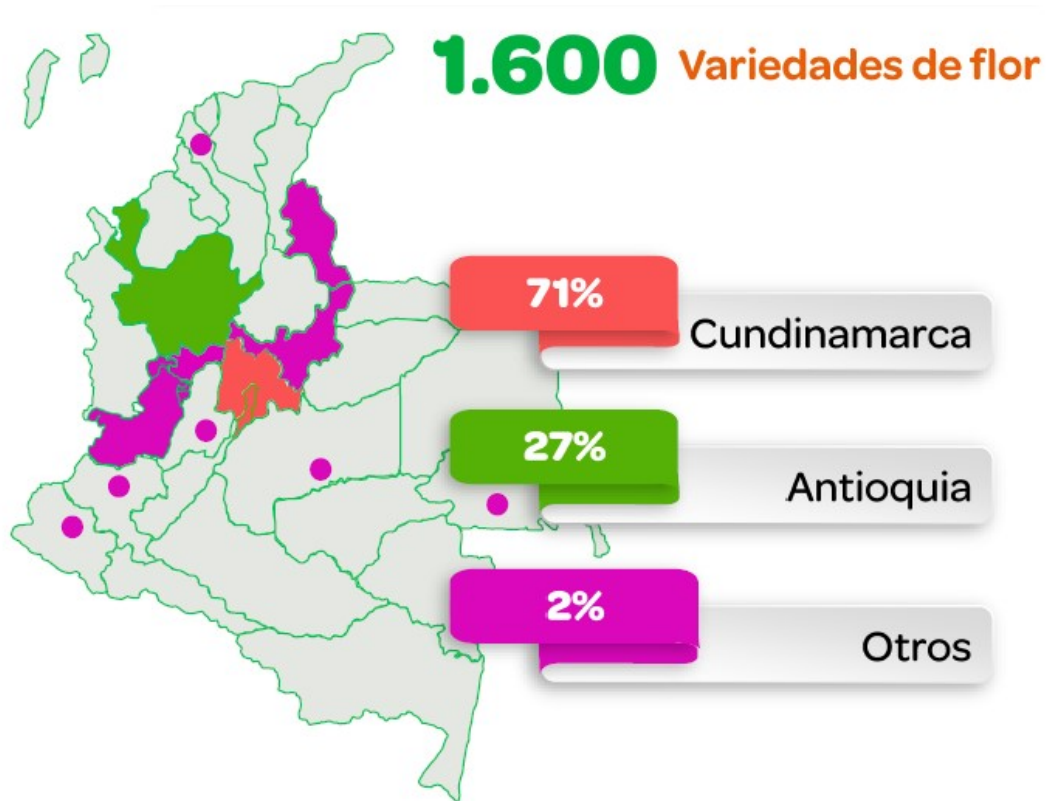 1.600 Variedades de flor
71%
Cundinamarca
27%
Antioquia
2%
Otros